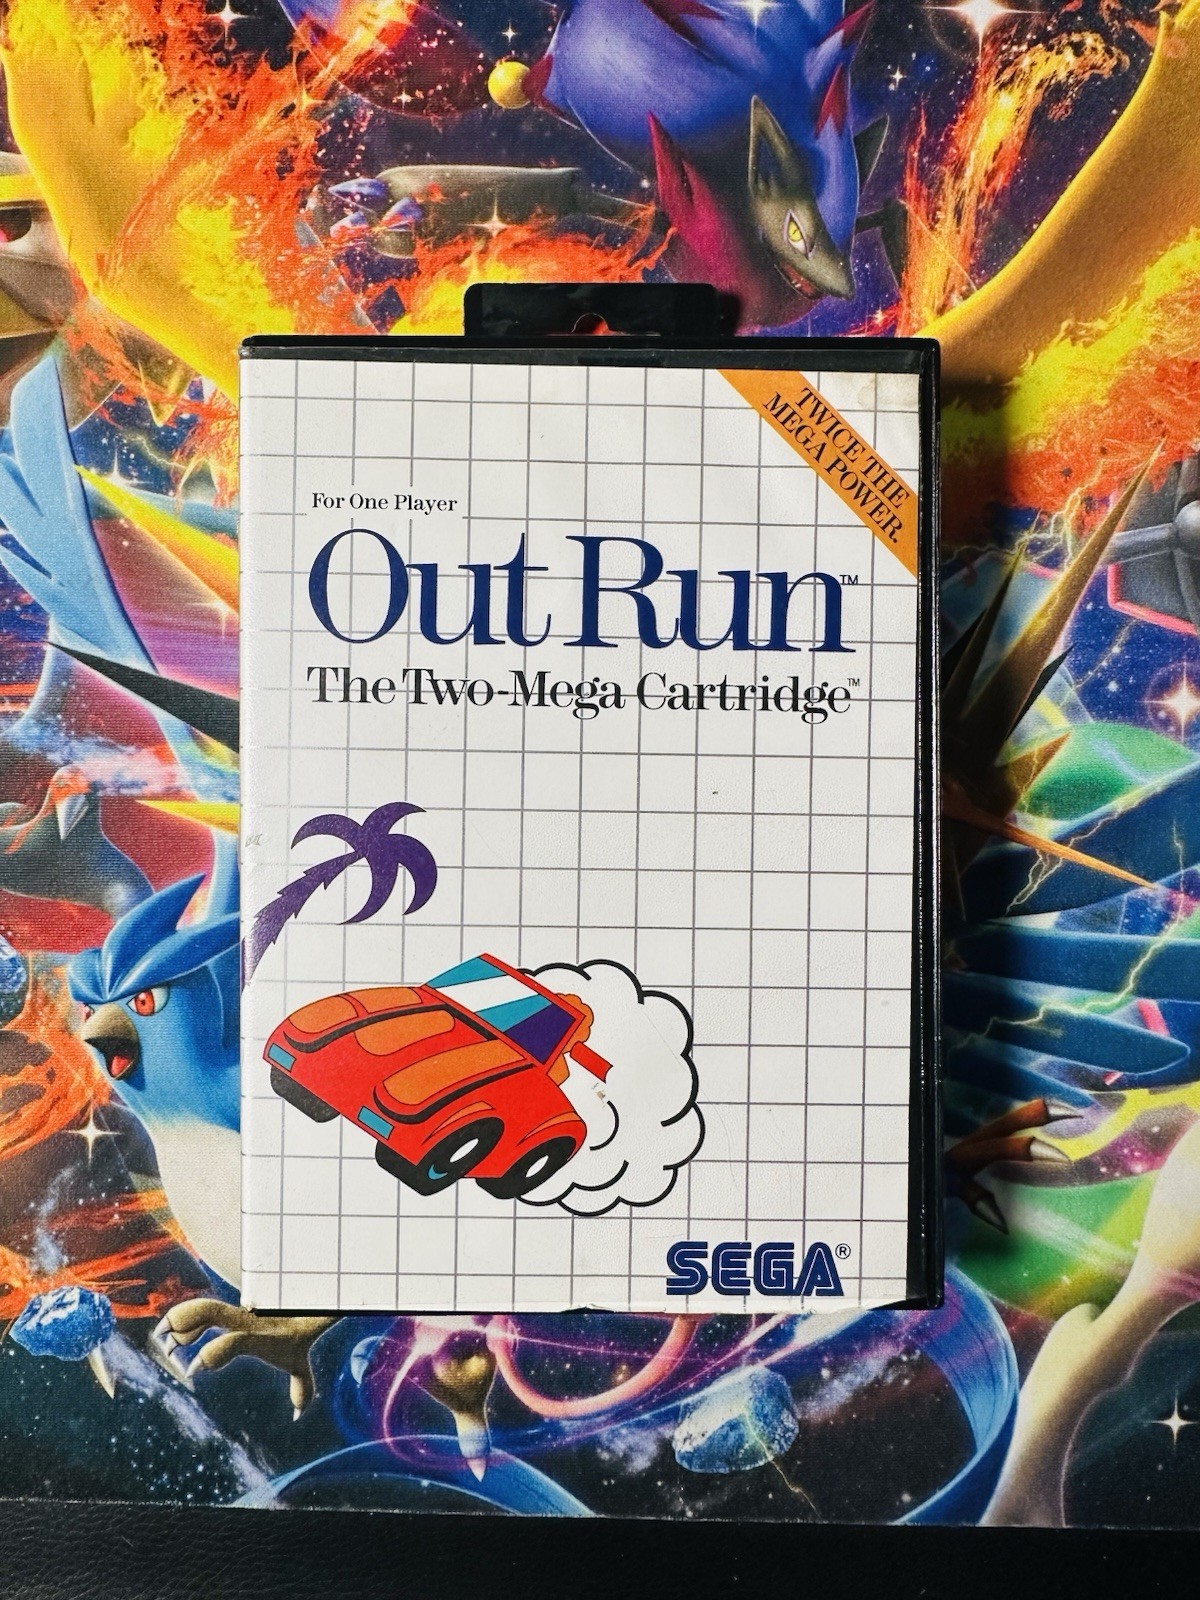 TWICE THE
MEGA POWER.
For One Player
Out Run™
The Two-Mega Cartridge™
SEGA®